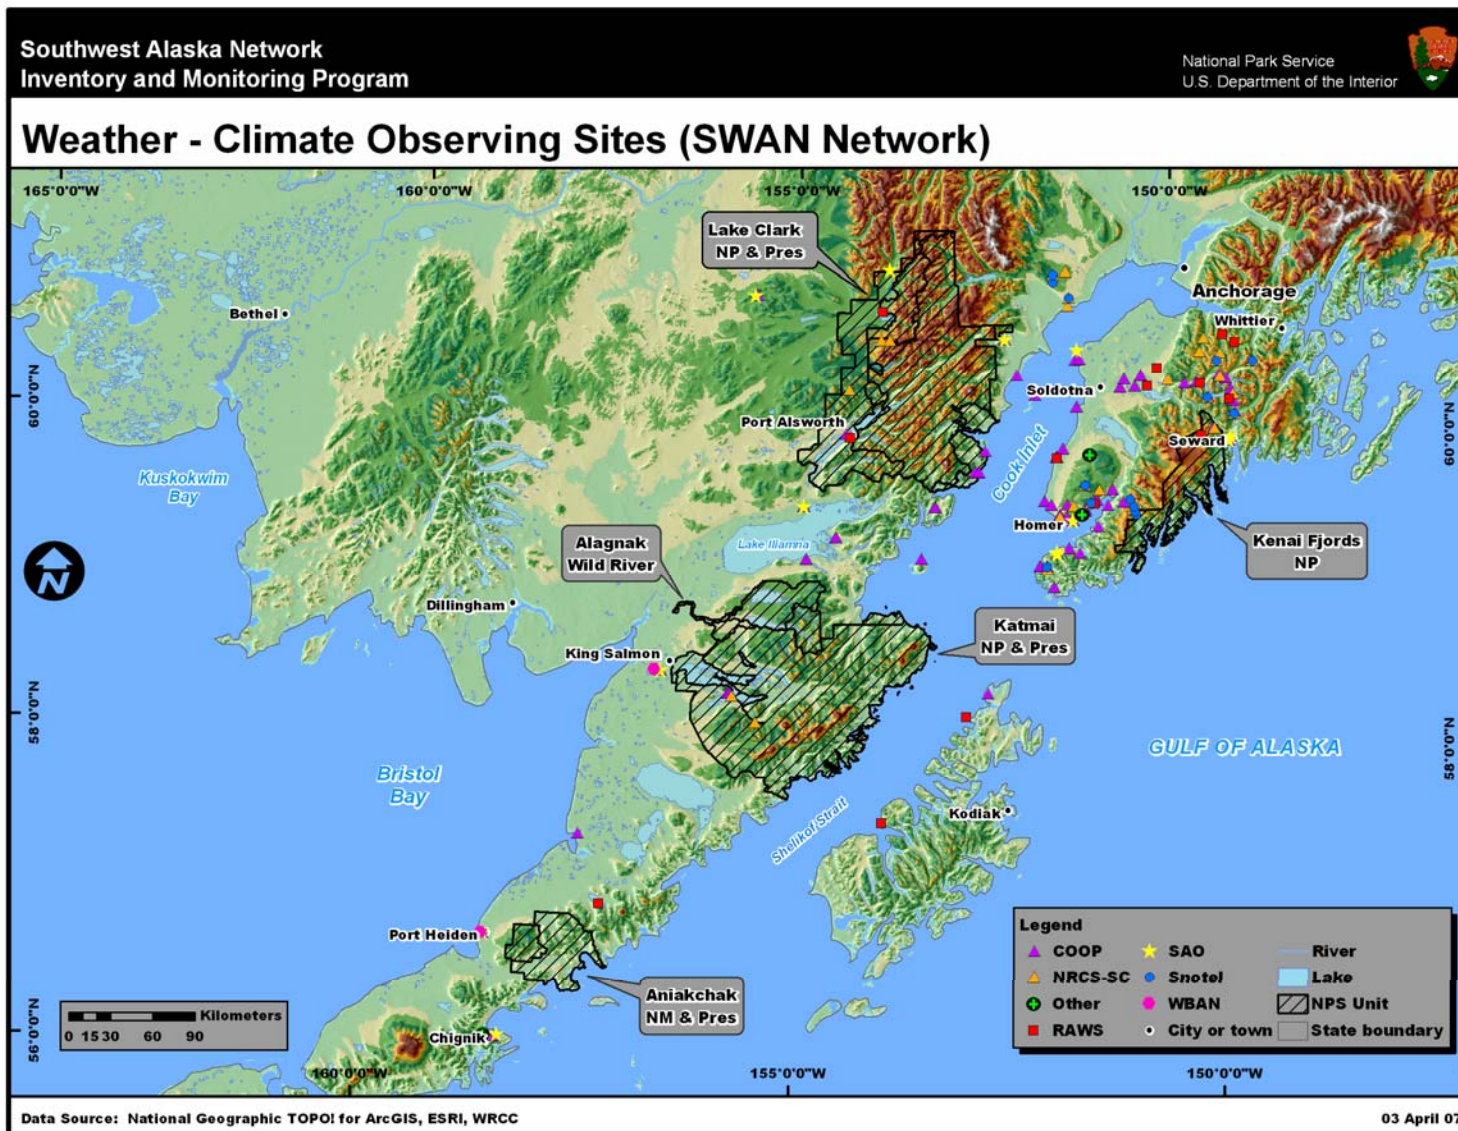 Southwest Alaska Network
Inventory and Monitoring Program
National Park Service
U.S. Department of the Interior
Weather - Climate Observing Sites (SWAN Network)
165°0'0"W
160°0'0"W
155°0'0"W
150°0'0"W
Lake Clark
NP & Pres
Anchorage
Bethel
Whittier
60°0'0"N
Soldotna
60°0'0"N
Port Alsworth
Seward
Cook Inlet
Kuskokwim
Bay
Homer
Alagnak
Wild River
Lake Iliamna
Kenai Fjords
NP
N
Dillingham
Katmai
NP & Pres
King Salmon
58°0'0"N
58°0'0"N
GULF OF ALASKA
Bristol
Bay
Shelikof Strait
Kodiak
Port Heiden
Aniakchak
NM & Pres
Legend
COOP
SAO
River
NRCS-SC
Snotel
Lake
Other
WBAN
NPS Unit
RAWS
City or town
State boundary
56°0'0"N
Kilometers
0 15 30 60 90
Chignik
160°0'0"W
155°0'0"W
150°0'0"W
Data Source: National Geographic TOPO! for ArcGIS, ESRI, WRCC
03 April 07